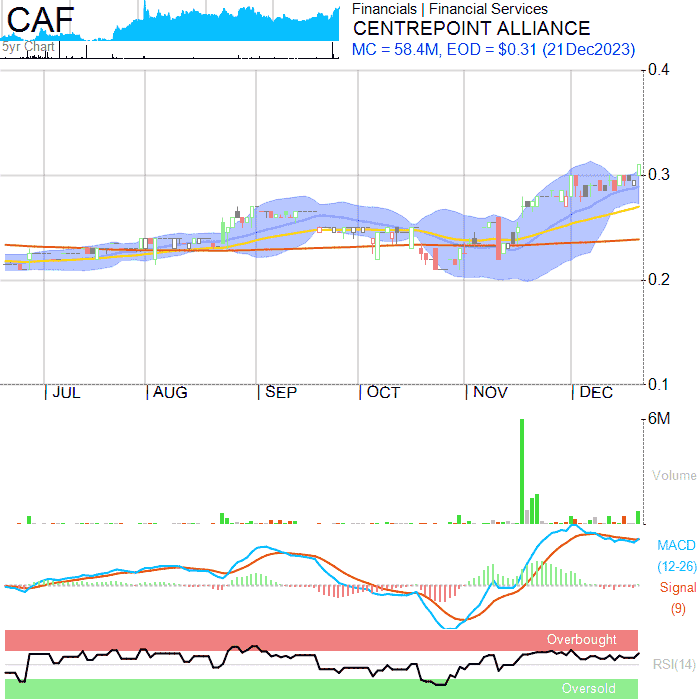 CAF
5yr Chart
Financials | Financial Services
CENTREPOINT ALLIANCE
MC = 58.4M, EOD = $0.31 (21Dec2023)
0.4
0.3
0.2
0.1
JUL AUG SEP OCT NOV DEC
6M
Volume
MACD
(12-26)
Signal
(9)
Overbought
RSI(14)
Oversold